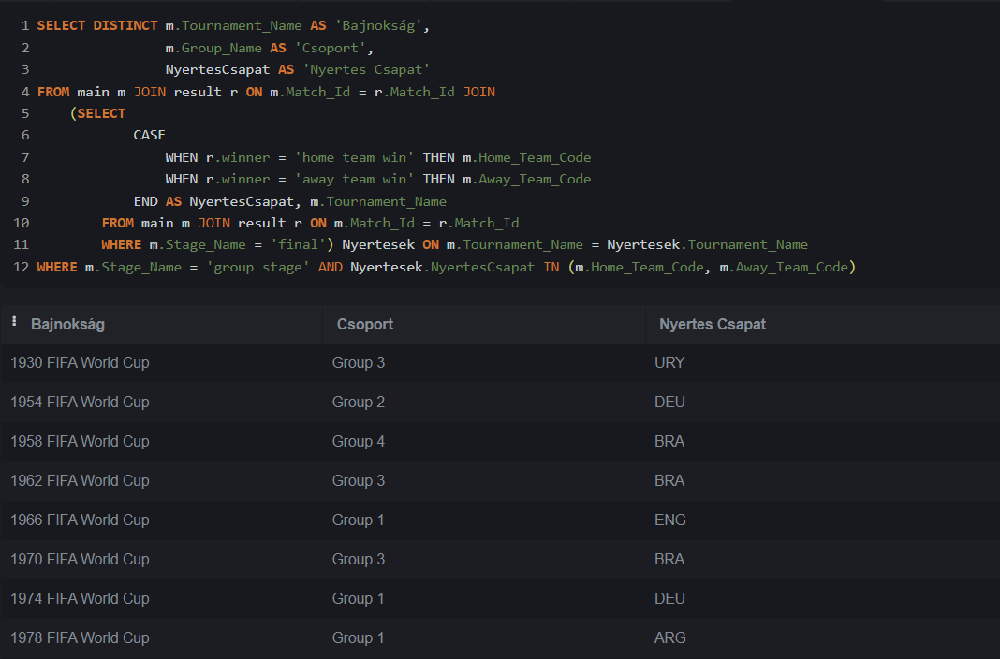 1 SELECT DISTINCT m.Tournament_Name AS 'Bajnokság',
2 m.Group_Name AS 'Csoport',
3 NyertesCsapat AS 'Nyertes Csapat'
4 FROM main m JOIN result r ON m.Match_Id = r.Match_Id JOIN
5 (SELECT
6 CASE
7 WHEN r.winner = 'home team win' THEN m.Home_Team_Code
8 WHEN r.winner = 'away team win' THEN m.Away_Team_Code
9 END AS NyertesCsapat, m.Tournament_Name
10 FROM main m JOIN result r ON m.Match_Id = r.Match_Id
11 WHERE m.Stage_Name = 'final') Nyertesek ON m.Tournament_Name = Nyertesek.Tournament_Name
12 WHERE m.Stage_Name = 'group stage' AND Nyertesek.NyertesCsapat IN (m.Home_Team_Code, m.Away_Team_Code)
Bajnokság Csoport Nyertes Csapat
1930 FIFA World Cup Group 3 URY
1954 FIFA World Cup Group 2 DEU
1958 FIFA World Cup Group 4 BRA
1962 FIFA World Cup Group 3 BRA
1966 FIFA World Cup Group 1 ENG
1970 FIFA World Cup Group 3 BRA
1974 FIFA World Cup Group 1 DEU
1978 FIFA World Cup Group 1 ARG